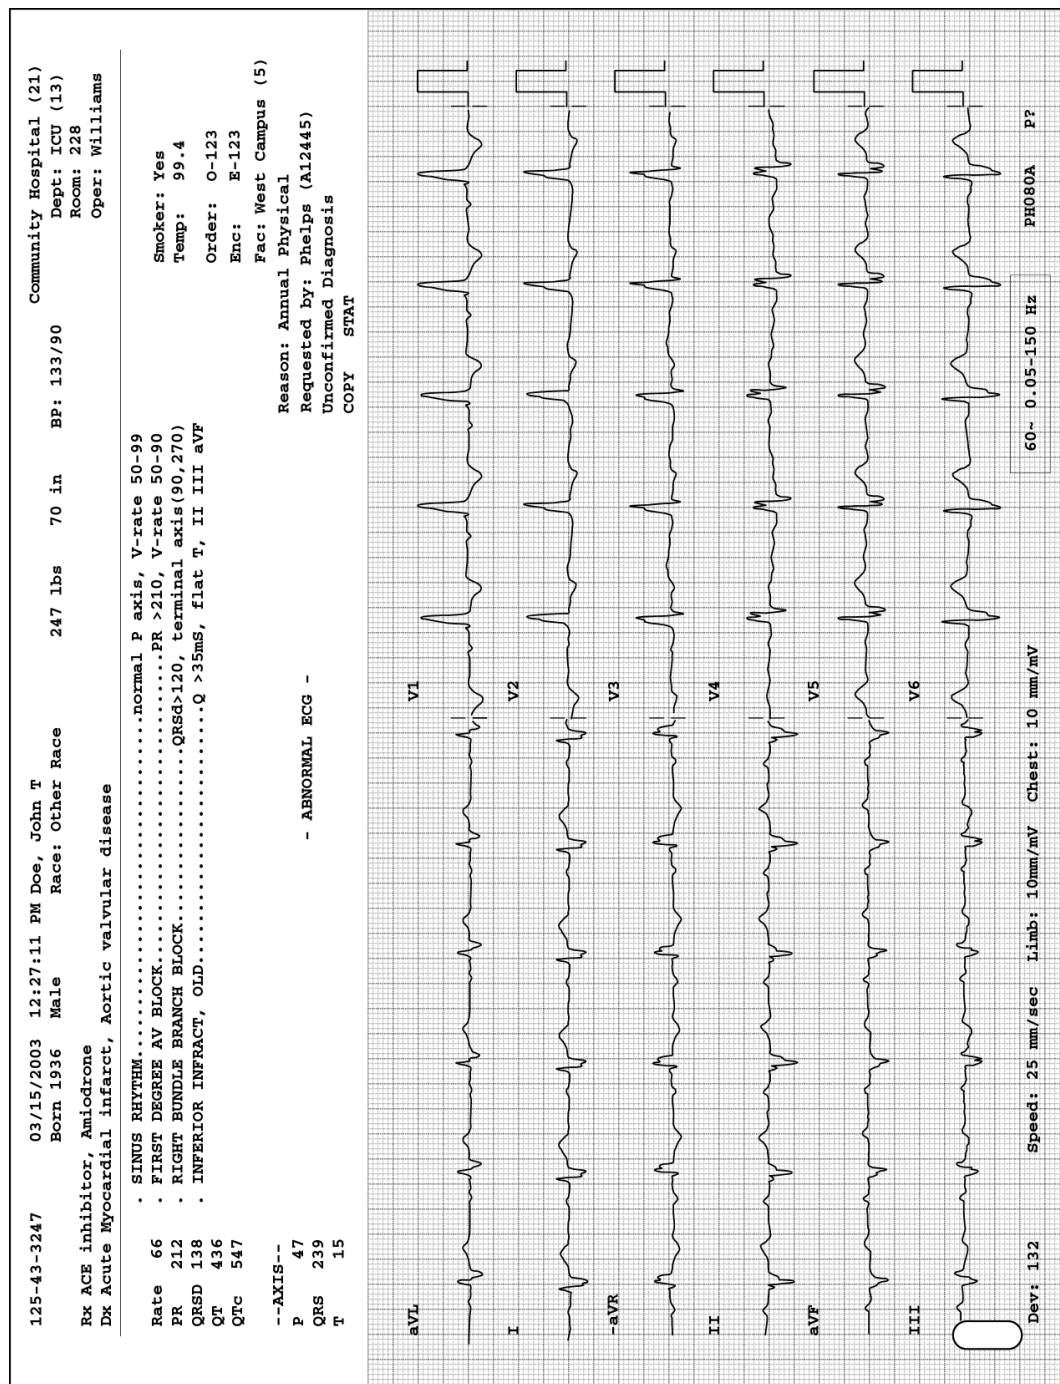 125-43-3247 03/15/2003 12:27:11 PM Doe, John T Community Hospital (21)
Born 1936 Male Race: Other Race 247 lbs 70 in BP: 133/90 Dept: ICU (13)
Room: 228
Oper: Williams
Rx ACE inhibitor, Amiodrone
Dx Acute Myocardial infarct, Aortic valvular disease
Rate 66 . SINUS RHYTHM..............................................normal P axis, V-rate 50-99 Smoker: Yes
PR 212 . FIRST DEGREE AV BLOCK.....................................PR >210, V-rate 50-90 Temp: 99.4
QRSD 138 . RIGHT BUNDLE BRANCH BLOCK.....................QRSd>120, terminal axis(90,270)
QT 436 . INFERIOR INFRACT, OLD..............................Q >35ms, flat T, II III aVF Order: O-123
QTc 547 Enc: E-123
Fac: West Campus (5)
--AXIS-- Reason: Annual Physical
P 47 Requested by: Phelps (A12445)
QRS 239 - ABNORMAL ECG - Unconfirmed Diagnosis
T 15 COPY STAT
aVL V1
I V2
-aVR V3
II V4
aVF V5
III V6
Dev: 132 Speed: 25 mm/sec Limb: 10mm/mV Chest: 10 mm/mV 60~ 0.05-150 Hz PH080A P?